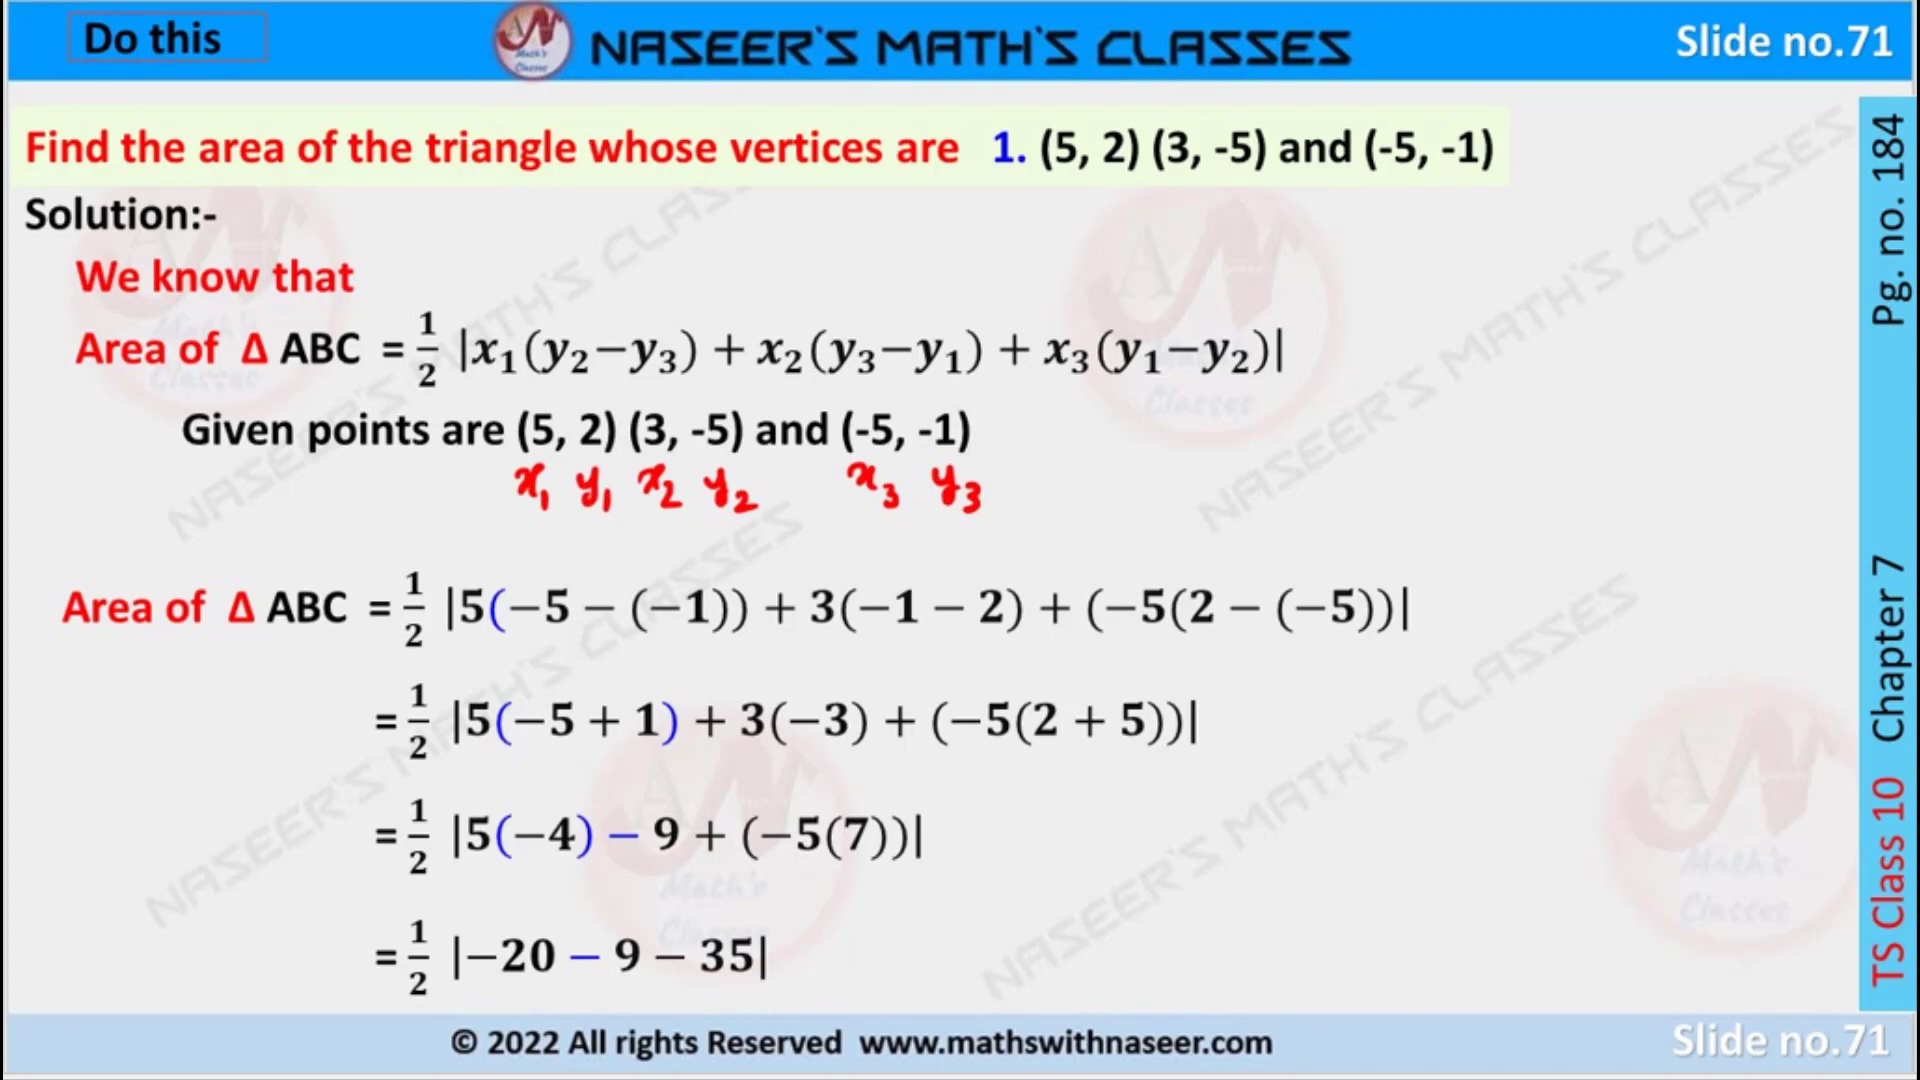 Do this
NASEER'S MATH'S CLASSES
Slide no.71
Find the area of the triangle whose vertices are 1. (5, 2) (3, -5) and (-5, -1)
Solution:-
We know that
Area of Δ ABC = 1/2 |x₁(y₂−y₃) + x₂(y₃−y₁) + x₃(y₁−y₂)|
Given points are (5, 2) (3, -5) and (-5, -1)
x₁ y₁ x₂ y₂ x₃ y₃
Area of Δ ABC = 1/2 |5(−5 − (−1)) + 3(−1 − 2) + (−5(2 − (−5))|
= 1/2 |5(−5 + 1) + 3(−3) + (−5(2 + 5))|
= 1/2 |5(−4) − 9 + (−5(7))|
= 1/2 |−20 − 9 − 35|
TS Class 10 Chapter 7 Pg. no. 184
© 2022 All rights Reserved www.mathswithnaseer.com
Slide no.71